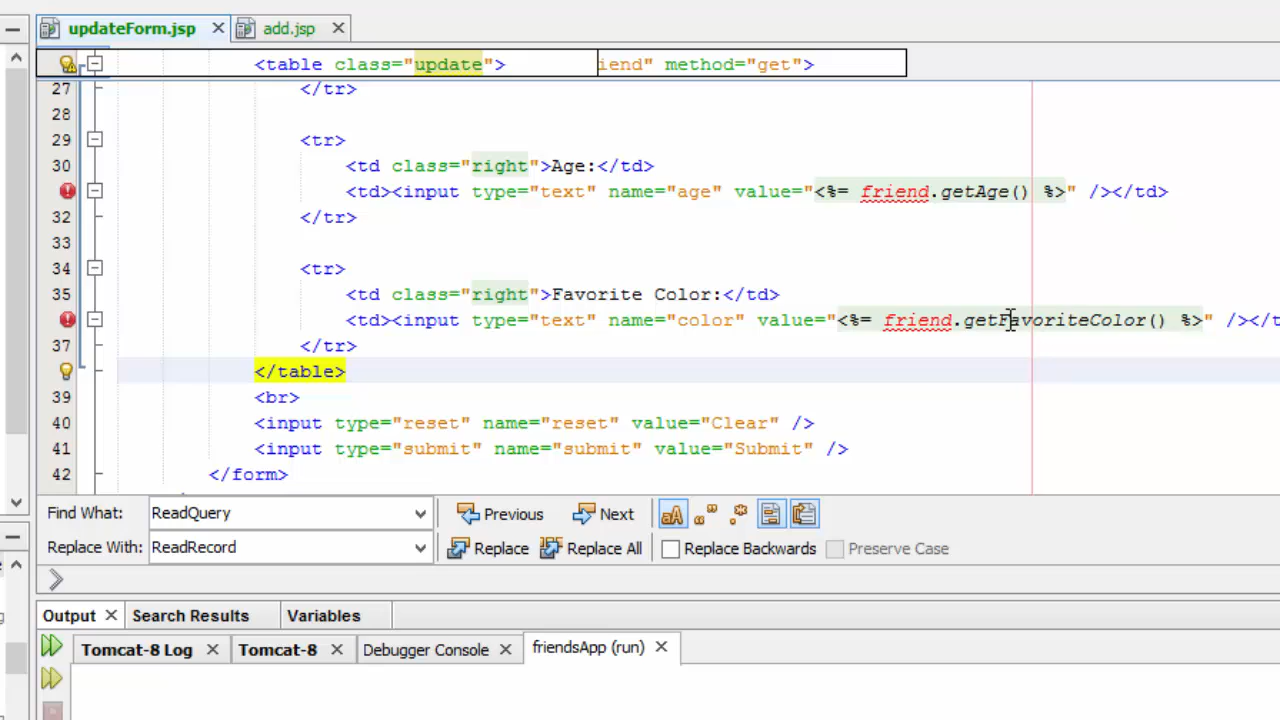 updateForm.jsp add.jsp
<table class="update"> iend" method="get">
27 </tr>
28
29 <tr>
30 <td class="right">Age:</td>
<td><input type="text" name="age" value="<%= friend.getAge() %>" /></td>
32 </tr>
33
34 <tr>
35 <td class="right">Favorite Color:</td>
<td><input type="text" name="color" value="<%= friend.getFavoriteColor() %>" /></t
37 </tr>
</table>
39 <br>
40 <input type="reset" name="reset" value="Clear" />
41 <input type="submit" name="submit" value="Submit" />
42 </form>
Find What: ReadQuery Previous Next
Replace With: ReadRecord Replace Replace All Replace Backwards Preserve Case
Output Search Results Variables
Tomcat-8 Log Tomcat-8 Debugger Console friendsApp (run)